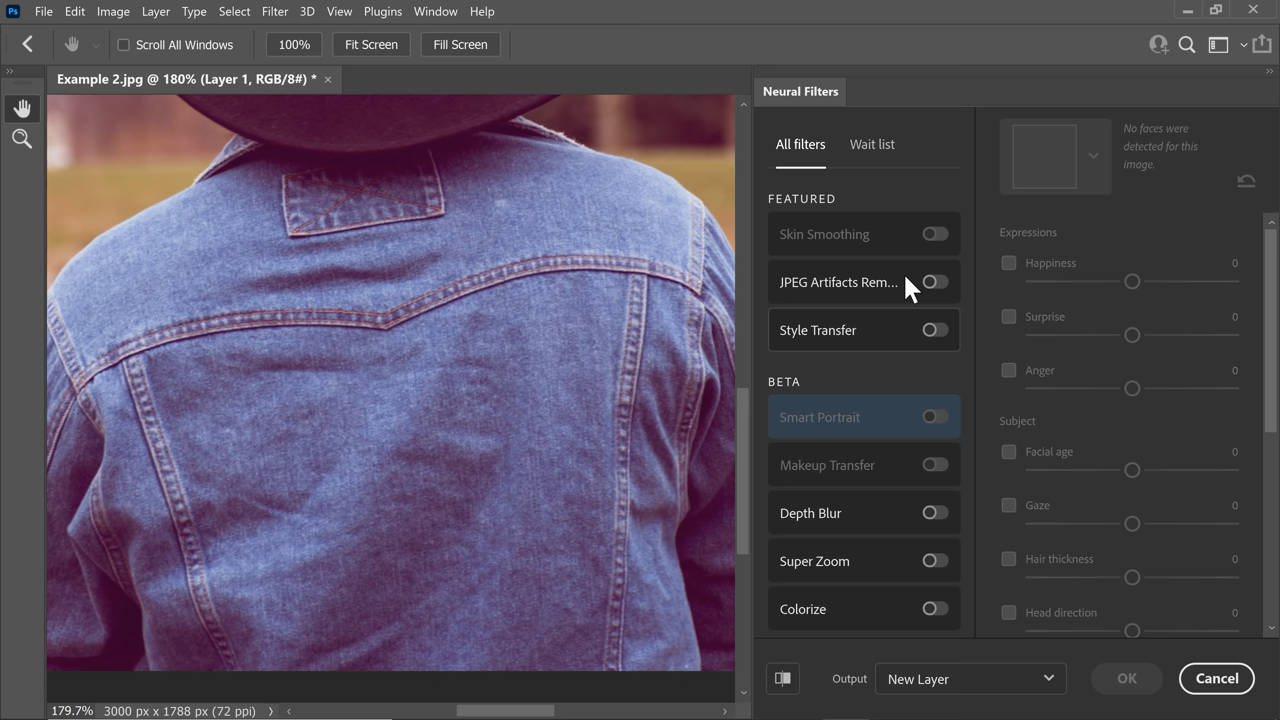 Ps File Edit Image Layer Type Select Filter 3D View Plugins Window Help
Scroll All Windows 100% Fit Screen Fill Screen
Example 2.jpg @ 180% (Layer 1, RGB/8#) * ×
Neural Filters
All filters Wait list
FEATURED
Skin Smoothing
JPEG Artifacts Rem...
Style Transfer
BETA
Smart Portrait
Makeup Transfer
Depth Blur
Super Zoom
Colorize
No faces were
detected for this
image.
Expressions
Happiness 0
Surprise 0
Anger 0
Subject
Facial age 0
Gaze 0
Hair thickness 0
Head direction 0
Output New Layer OK Cancel
179.7% 3000 px x 1788 px (72 ppi)